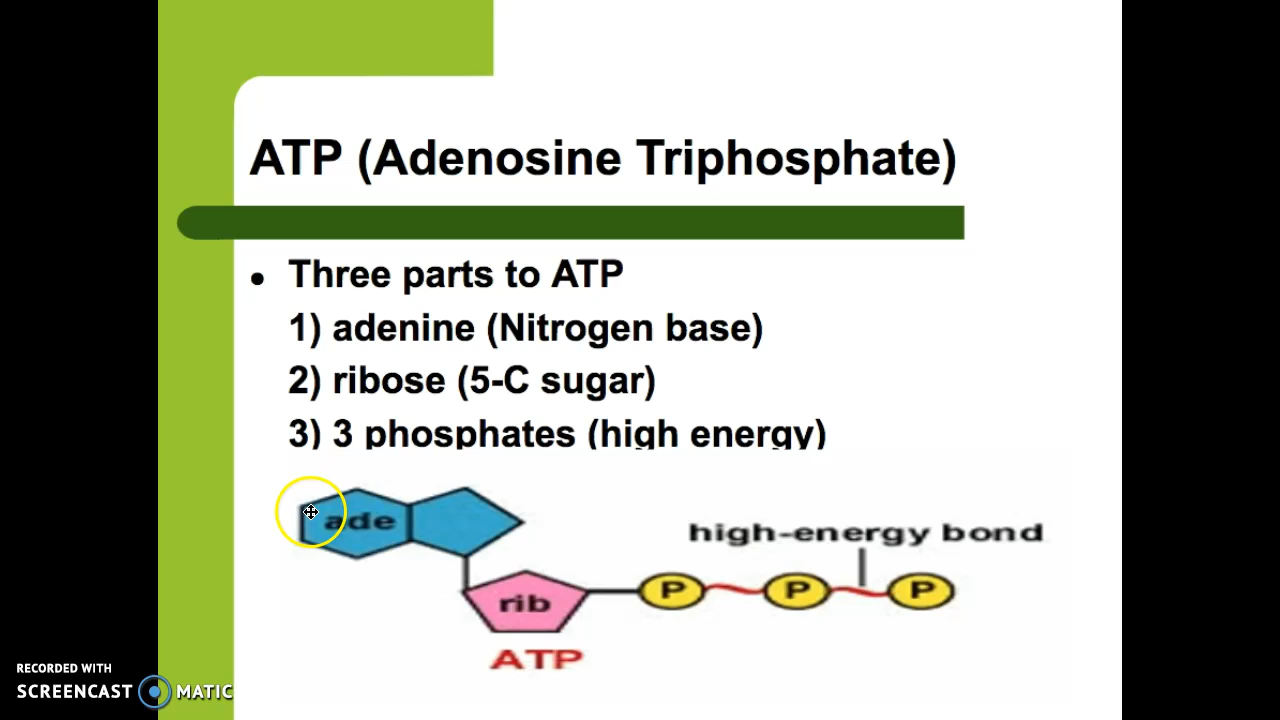 ATP (Adenosine Triphosphate)
● Three parts to ATP
1) adenine (Nitrogen base)
2) ribose (5-C sugar)
3) 3 phosphates (high energy)
ade
high-energy bond
P P P
rib
ATP
RECORDED WITH
SCREENCAST MATIC